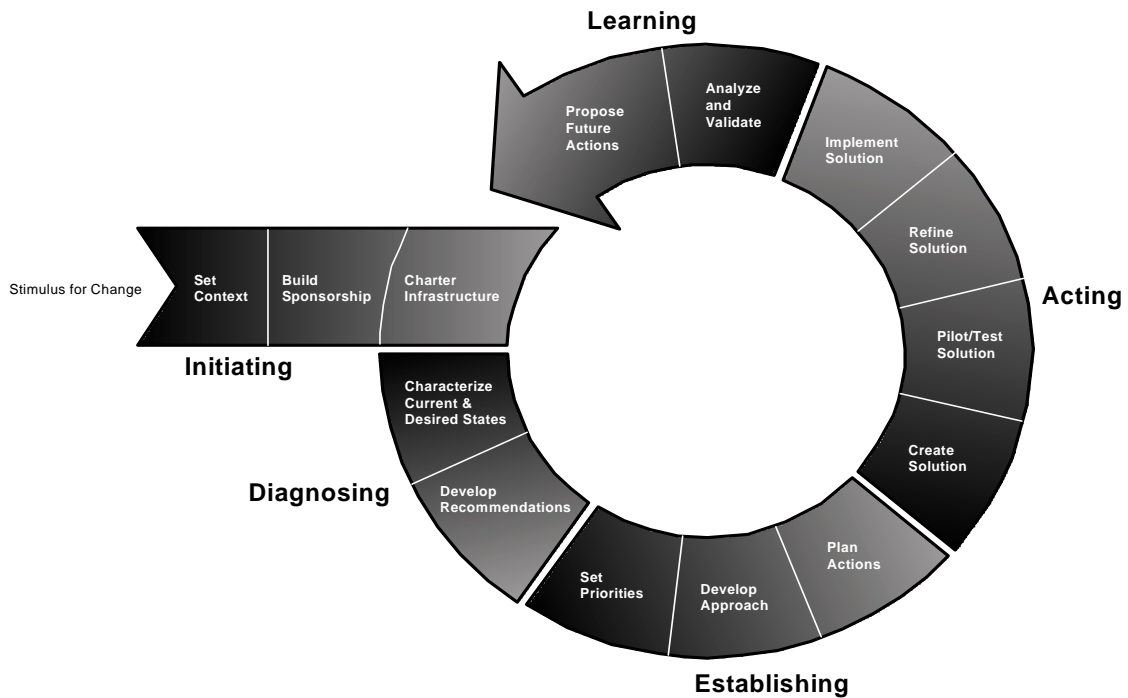 Learning
Analyze
and
Validate
Propose
Future
Actions
Implement
Solution
Refine
Solution
Acting
Pilot/Test
Solution
Create
Solution
Stimulus for Change
Set
Context
Build
Sponsorship
Charter
Infrastructure
Initiating
Characterize
Current &
Desired States
Diagnosing
Develop
Recommendations
Set
Priorities
Develop
Approach
Plan
Actions
Establishing